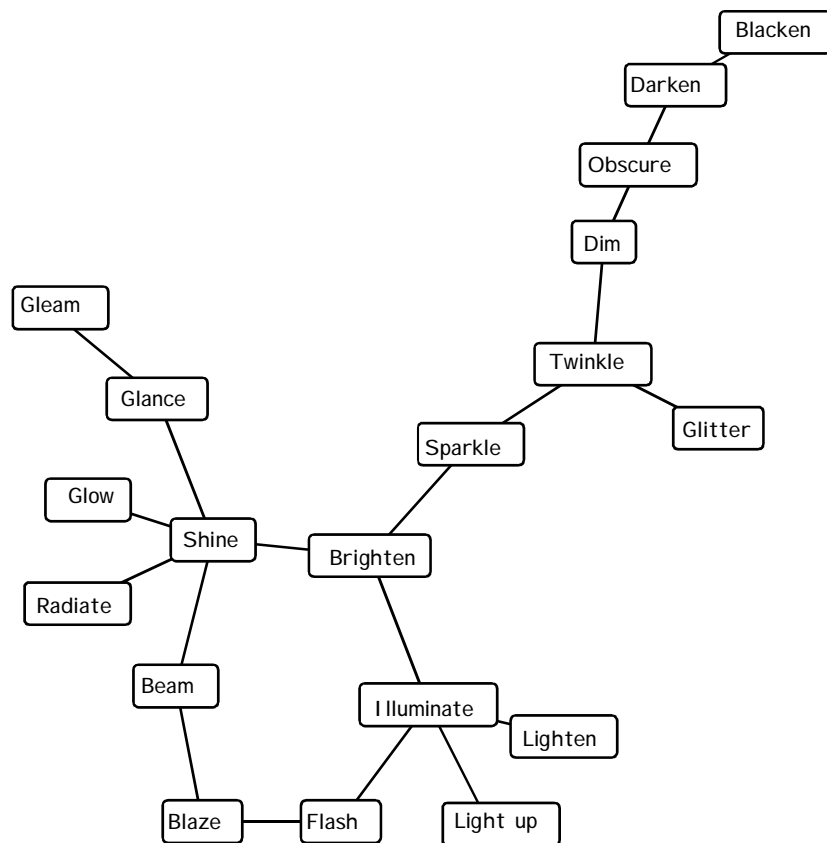 Blacken
Darken
Obscure
Dim
Gleam
Twinkle
Glance
Glitter
Sparkle
Glow
Shine
Brighten
Radiate
Beam
Illuminate
Lighten
Blaze
Flash
Light up